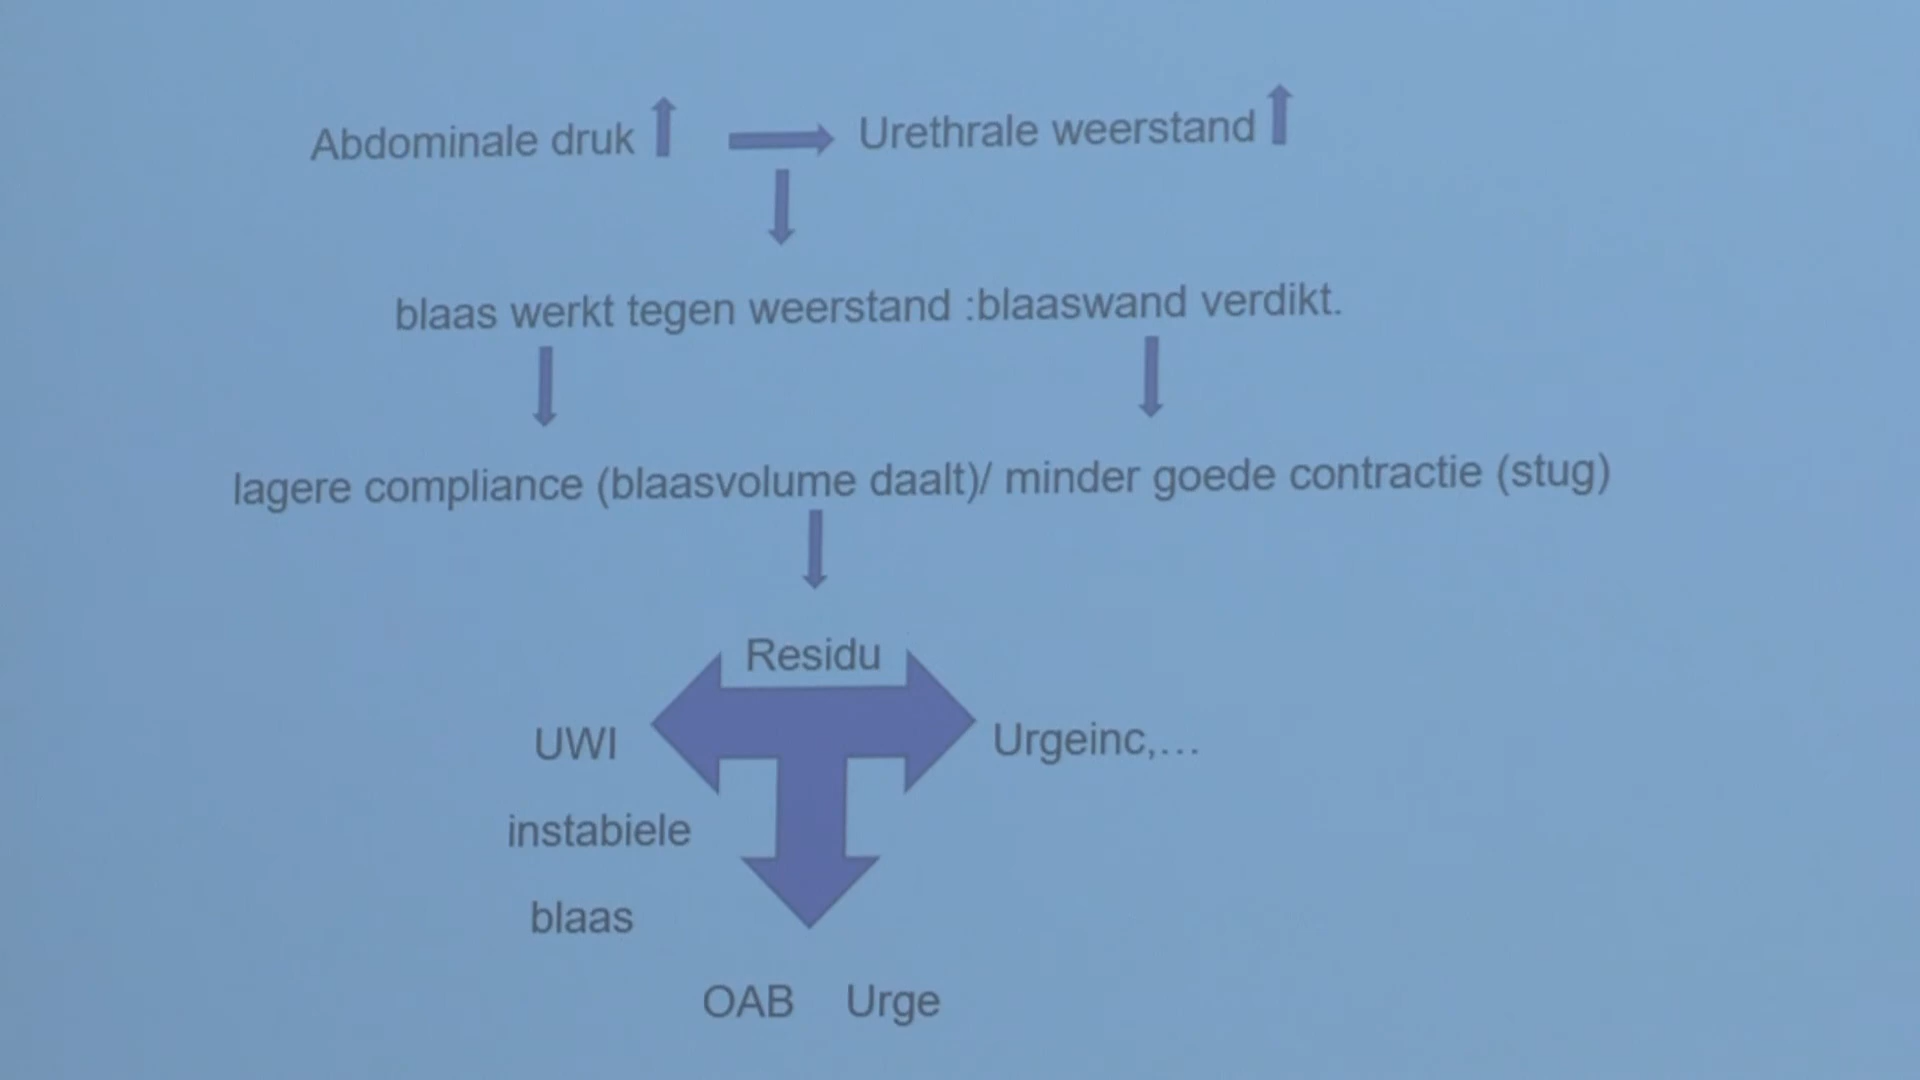 Abdominale druk
Urethrale weerstand
blaas werkt tegen weerstand :blaaswand verdikt.
lagere compliance (blaasvolume daalt)/ minder goede contractie (stug)
Residu
UWI
Urgeinc,...
instabiele
blaas
OAB Urge